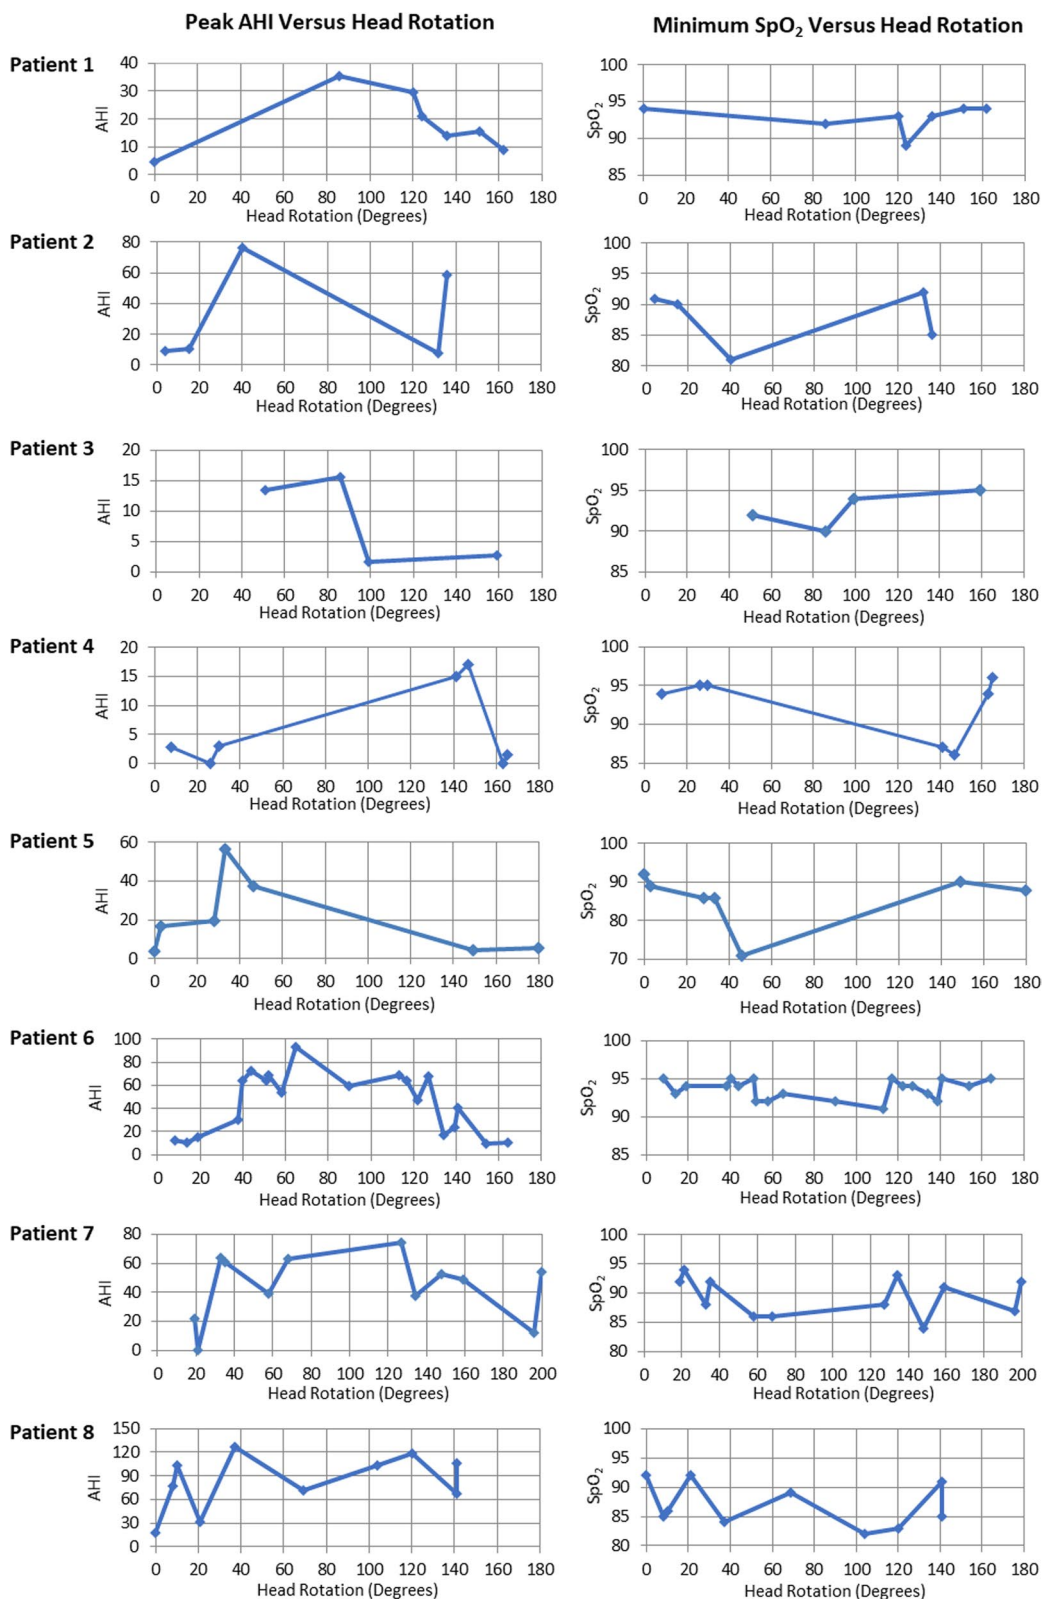 Peak AHI Versus Head Rotation
Minimum SpO₂ Versus Head Rotation
Patient 1
40
30
20
10
0
AHI
0 20 40 60 80 100 120 140 160 180
Head Rotation (Degrees)
100
95
90
85
SpO₂
0 20 40 60 80 100 120 140 160 180
Head Rotation (Degrees)
Patient 2
80
60
40
20
0
AHI
0 20 40 60 80 100 120 140 160 180
Head Rotation (Degrees)
100
95
90
85
80
SpO₂
0 20 40 60 80 100 120 140 160 180
Head Rotation (Degrees)
Patient 3
20
15
10
5
0
AHI
0 20 40 60 80 100 120 140 160 180
Head Rotation (Degrees)
100
95
90
85
SpO₂
0 20 40 60 80 100 120 140 160 180
Head Rotation (Degrees)
Patient 4
20
15
10
5
0
AHI
0 20 40 60 80 100 120 140 160 180
Head Rotation (Degrees)
100
95
90
85
SpO₂
0 20 40 60 80 100 120 140 160 180
Head Rotation (Degrees)
Patient 5
60
40
20
0
AHI
0 20 40 60 80 100 120 140 160 180
Head Rotation (Degrees)
100
90
80
70
SpO₂
0 20 40 60 80 100 120 140 160 180
Head Rotation (Degrees)
Patient 6
100
80
60
40
20
0
AHI
0 20 40 60 80 100 120 140 160 180
Head Rotation (Degrees)
100
95
90
85
SpO₂
0 20 40 60 80 100 120 140 160 180
Head Rotation (Degrees)
Patient 7
80
60
40
20
0
AHI
0 20 40 60 80 100 120 140 160 180 200
Head Rotation (Degrees)
100
95
90
85
80
SpO₂
0 20 40 60 80 100 120 140 160 180 200
Head Rotation (Degrees)
Patient 8
150
120
90
60
30
0
AHI
0 20 40 60 80 100 120 140 160 180
Head Rotation (Degrees)
100
95
90
85
80
SpO₂
0 20 40 60 80 100 120 140 160 180
Head Rotation (Degrees)